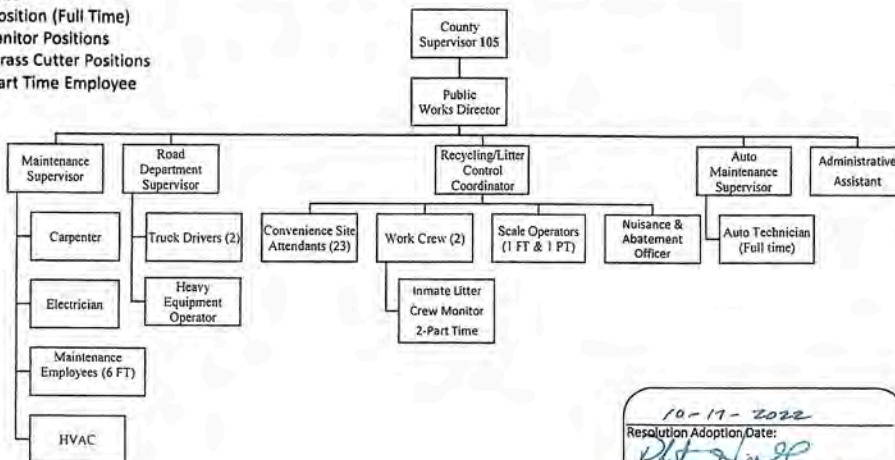 osition (Full Time)
nitor Positions
rass Cutter Positions
art Time Employee
County
Supervisor 105
Public
Works Director
Maintenance
Supervisor
Road
Department
Supervisor
Recycling/Litter
Control
Coordinator
Auto
Maintenance
Supervisor
Administrative
Assistant
Carpenter
Truck Drivers (2)
Convenience Site
Attendants (23)
Work Crew (2)
Scale Operators
(1 FT & 1 PT)
Nuisance &
Abatement
Officer
Auto Technician
(Full time)
Electrician
Heavy
Equipment
Operator
Inmate Litter
Crew Monitor
2-Part Time
Maintenance
Employees (6 FT)
HVAC
10-17-2022
Resolution Adoption Date: